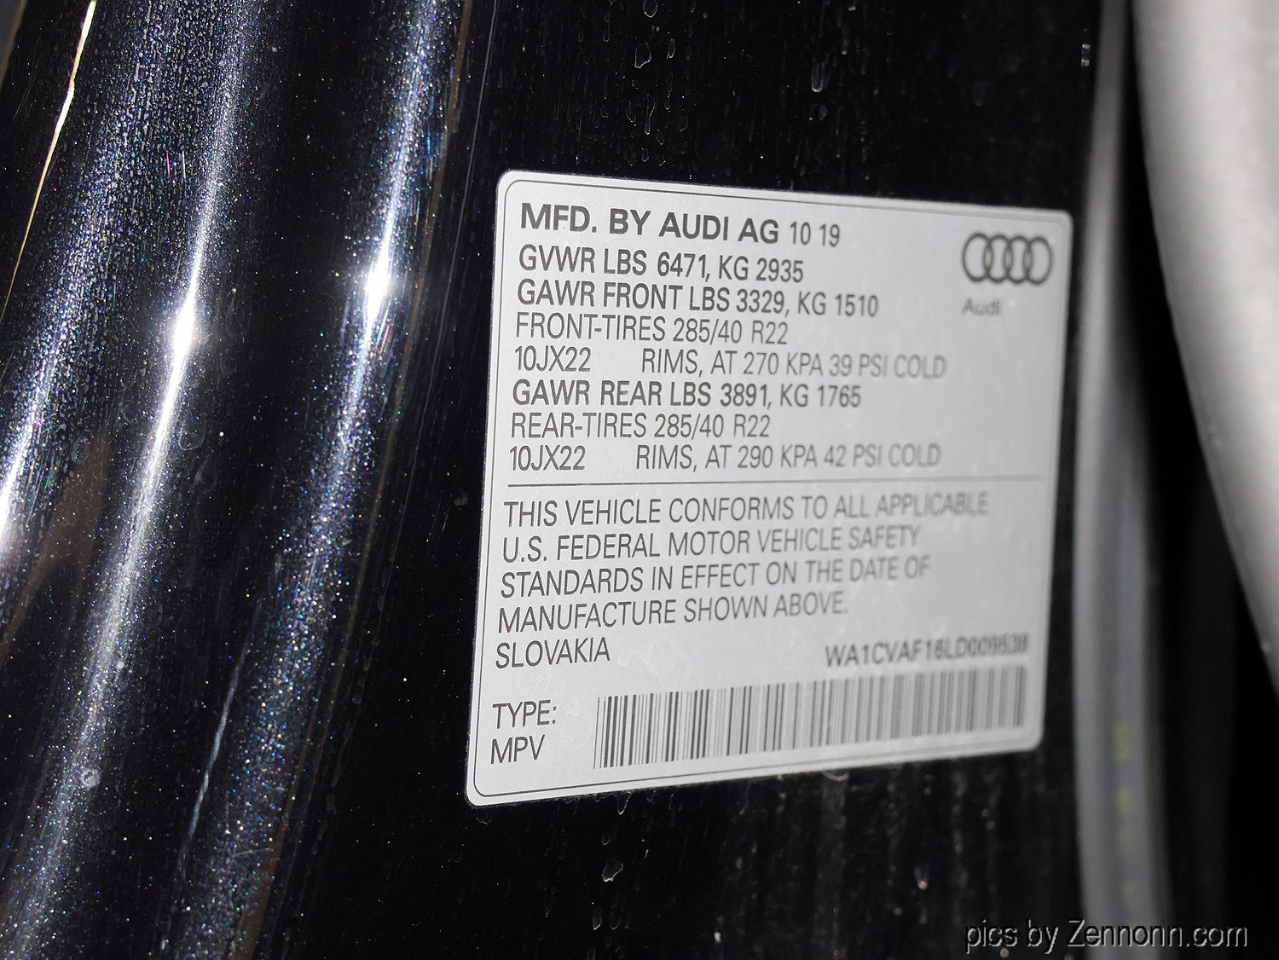 MFD. BY AUDI AG 10 19
GVWR LBS 6471, KG 2935
GAWR FRONT LBS 3329, KG 1510
Audi
FRONT-TIRES 285/40 R22
10JX22 RIMS, AT 270 KPA 39 PSI COLD
GAWR REAR LBS 3891, KG 1765
REAR-TIRES 285/40 R22
10JX22 RIMS, AT 290 KPA 42 PSI COLD
THIS VEHICLE CONFORMS TO ALL APPLICABLE
U.S. FEDERAL MOTOR VEHICLE SAFETY
STANDARDS IN EFFECT ON THE DATE OF
MANUFACTURE SHOWN ABOVE.
SLOVAKIA
TYPE:
MPV
pics by Zennonn.com